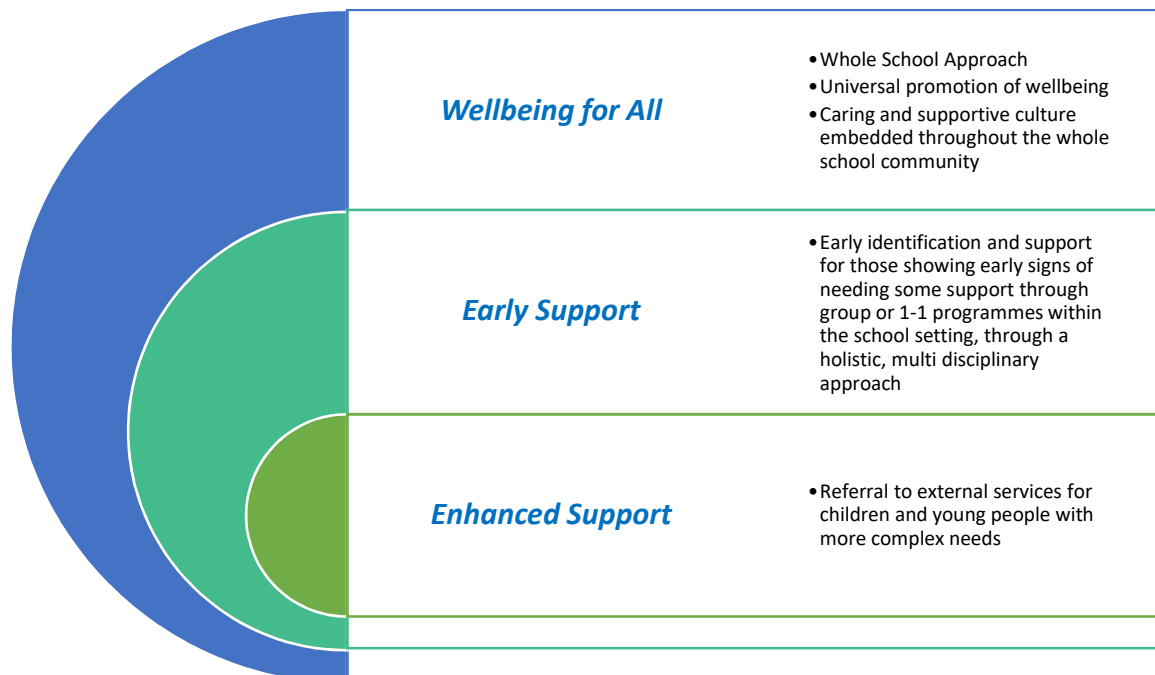 Wellbeing for All
•Whole School Approach
•Universal promotion of wellbeing
•Caring and supportive culture
embedded throughout the whole
school community
Early Support
•Early identification and support
for those showing early signs of
needing some support through
group or 1-1 programmes within
the school setting, through a
holistic, multi disciplinary
approach
Enhanced Support
•Referral to external services for
children and young people with
more complex needs